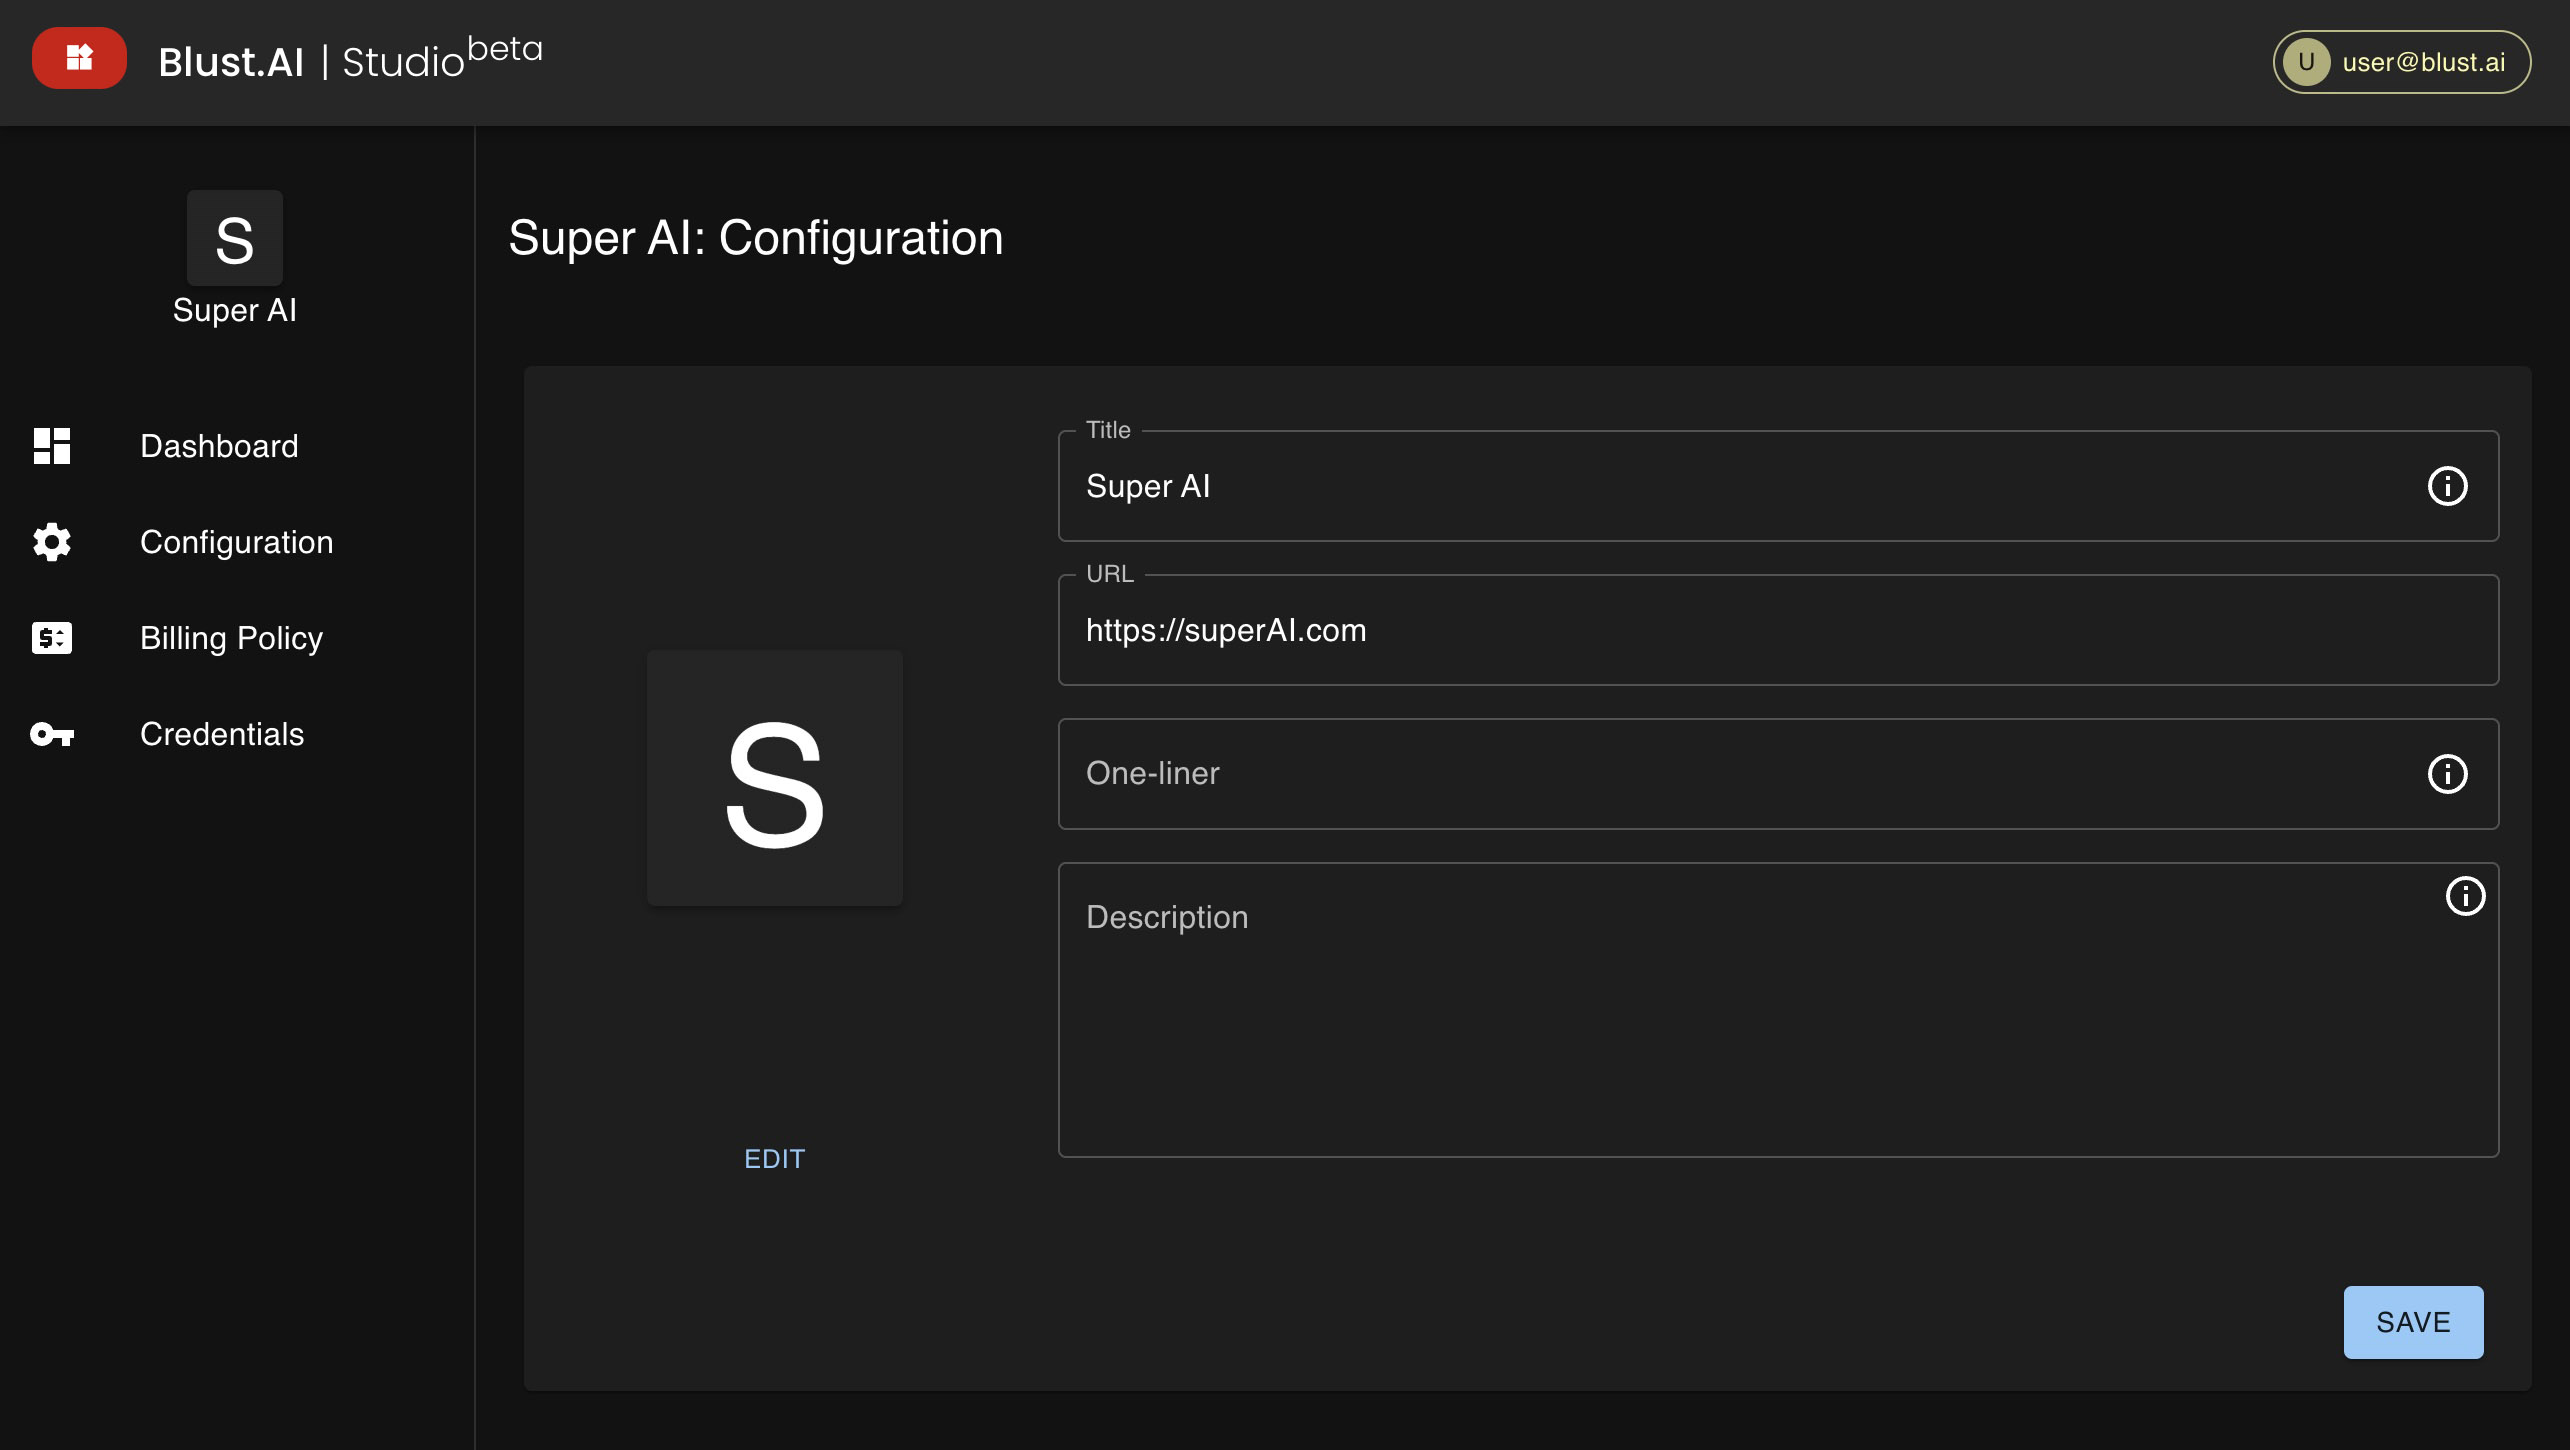 Blust.AI | Studio beta
U user@blust.ai
S
Super AI
Dashboard
Configuration
Billing Policy
Credentials
Super AI: Configuration
S
EDIT
Title
Super AI
URL
https://superAI.com
One-liner
Description
SAVE